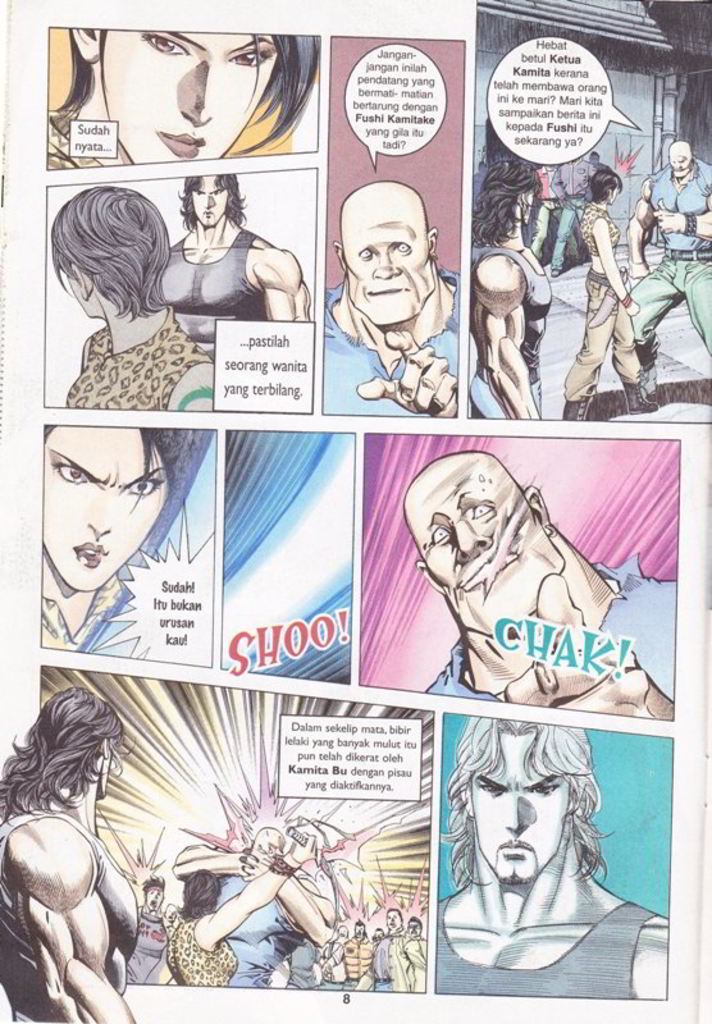 Sudah
nyata...
...pastilah
seorang wanita
yang terbilang.
Jangan-
jangan inilah
pendatang yang
bermati- matian
bertarung dengan
Fushi Kamitake
yang gila itu
tadi?
Hebat
betul Ketua
Kamita kerana
telah membawa orang
ini ke mari? Mari kita
sampaikan berita ini
kepada Fushi itu
sekarang
ya?
Sudah!
Itu bukan
urusan
kau!
SHOO!
CHAK!
Dalam sekelip mata, bibir
lelaki yang banyak mulut itu
pun telah dikerat oleh
Kamita Bu dengan pisau
yang diaktifkannya.
8